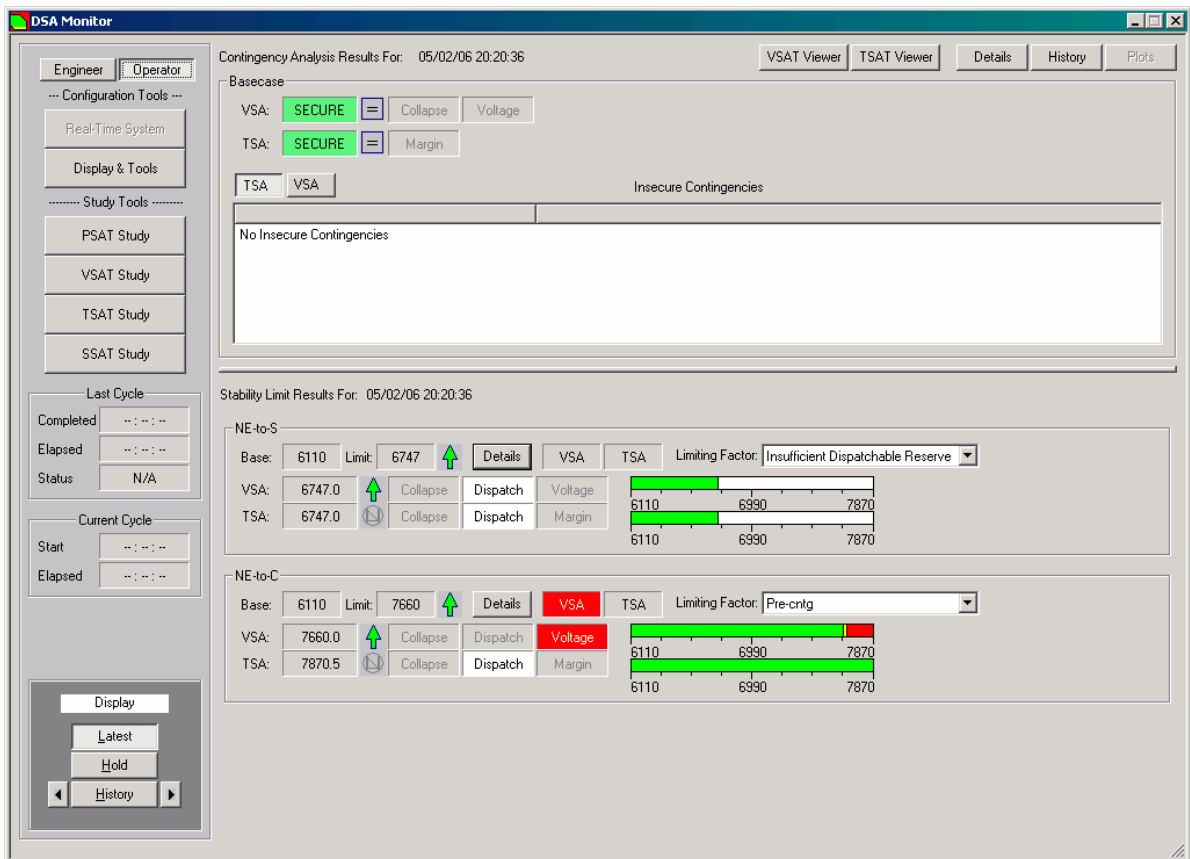 DSA Monitor
Engineer Operator
--- Configuration Tools ---
Real-Time System
Display & Tools
--------- Study Tools ---------
PSAT Study
VSAT Study
TSAT Study
SSAT Study
Last Cycle
Completed -- : -- : --
Elapsed -- : -- : --
Status N/A
Current Cycle
Start -- : -- : --
Elapsed -- : -- : --
Display
Latest
Hold
History
Contingency Analysis Results For: 05/02/06 20:20:36 VSAT Viewer TSAT Viewer Details History Plots
Basecase
VSA: SECURE = Collapse Voltage
TSA: SECURE = Margin
TSA VSA Insecure Contingencies
No Insecure Contingencies
Stability Limit Results For: 05/02/06 20:20:36
NE-to-S
Base: 6110 Limit: 6747 Details VSA TSA Limiting Factor: Insufficient Dispatchable Reserve
VSA: 6747.0 Collapse Dispatch Voltage
6110 6990 7870
TSA: 6747.0 N Collapse Dispatch Margin
6110 6990 7870
NE-to-C
Base: 6110 Limit: 7660 Details VSA TSA Limiting Factor: Pre-cntg
VSA: 7660.0 Collapse Dispatch Voltage
6110 6990 7870
TSA: 7870.5 N Collapse Dispatch Margin
6110 6990 7870